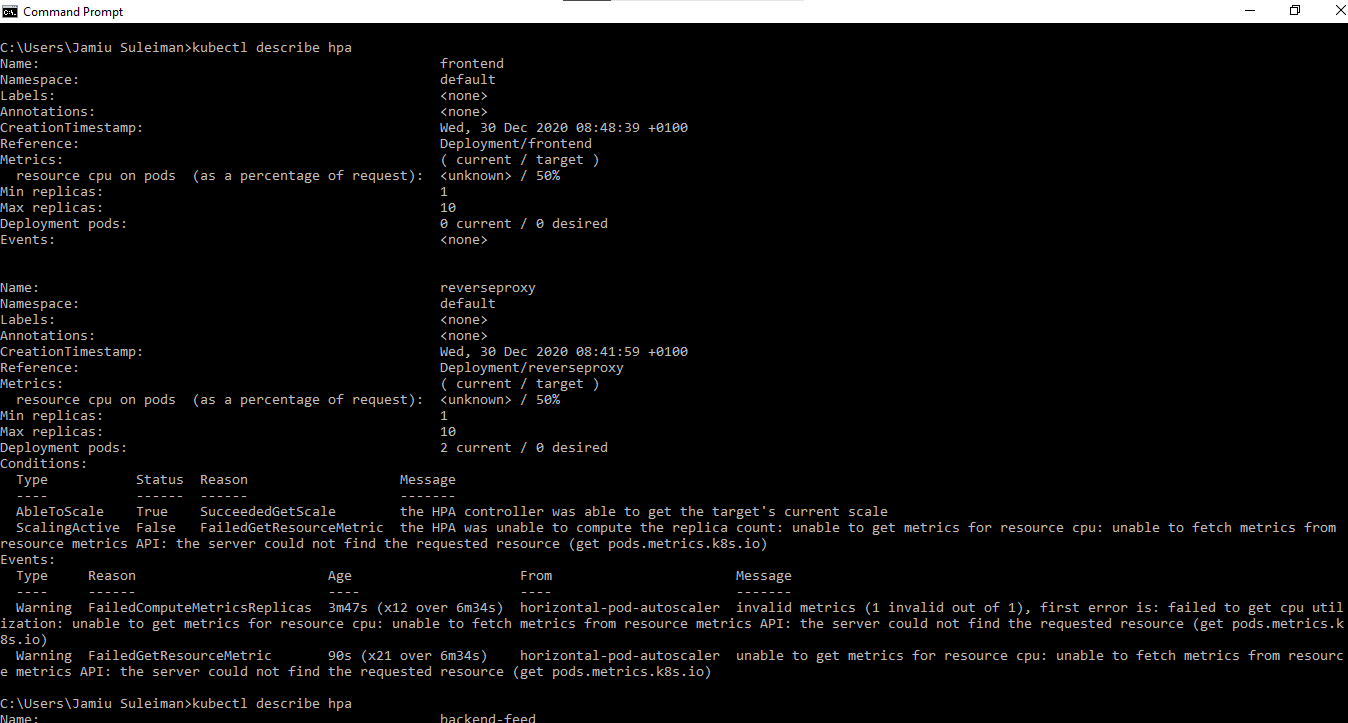 Command Prompt
C:\Users\Jamiu Suleiman>kubectl describe hpa
Name: frontend
Namespace: default
Labels: <none>
Annotations: <none>
CreationTimestamp: Wed, 30 Dec 2020 08:48:39 +0100
Reference: Deployment/frontend
Metrics: ( current / target )
resource cpu on pods (as a percentage of request): <unknown> / 50%
Min replicas: 1
Max replicas: 10
Deployment pods: 0 current / 0 desired
Events: <none>
Name: reverseproxy
Namespace: default
Labels: <none>
Annotations: <none>
CreationTimestamp: Wed, 30 Dec 2020 08:41:59 +0100
Reference: Deployment/reverseproxy
Metrics: ( current / target )
resource cpu on pods (as a percentage of request): <unknown> / 50%
Min replicas: 1
Max replicas: 10
Deployment pods: 2 current / 0 desired
Conditions:
Type Status Reason Message
---- ------ ------ -------
AbleToScale True SucceededGetScale the HPA controller was able to get the target's current scale
ScalingActive False FailedGetResourceMetric the HPA was unable to compute the replica count: unable to get metrics for resource cpu: unable to fetch metrics from
resource metrics API: the server could not find the requested resource (get pods.metrics.k8s.io)
Events:
Type Reason Age From Message
---- ------ ---- ---- -------
Warning FailedComputeMetricsReplicas 3m47s (x12 over 6m34s) horizontal-pod-autoscaler invalid metrics (1 invalid out of 1), first error is: failed to get cpu util
ization: unable to get metrics for resource cpu: unable to fetch metrics from resource metrics API: the server could not find the requested resource (get pods.metrics.k
8s.io)
Warning FailedGetResourceMetric 90s (x21 over 6m34s) horizontal-pod-autoscaler unable to get metrics for resource cpu: unable to fetch metrics from resourc
e metrics API: the server could not find the requested resource (get pods.metrics.k8s.io)
C:\Users\Jamiu Suleiman>kubectl describe hpa
Name: backend-feed